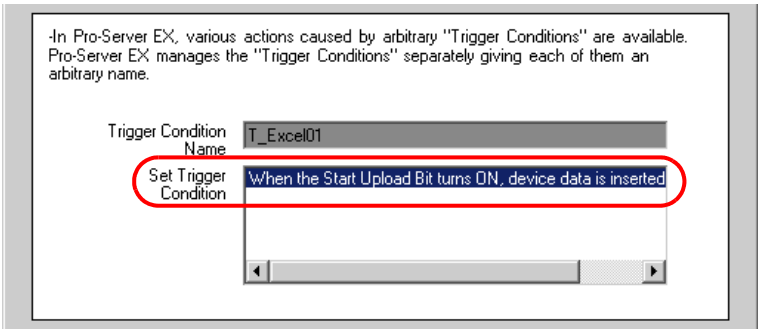 -In Pro-Server EX, various actions caused by arbitrary "Trigger Conditions" are available.
Pro-Server EX manages the "Trigger Conditions" separately giving each of them an
arbitrary name.
Trigger Condition
Name
T_Excel01
Set Trigger
Condition
When the Start Upload Bit turns ON, device data is inserted